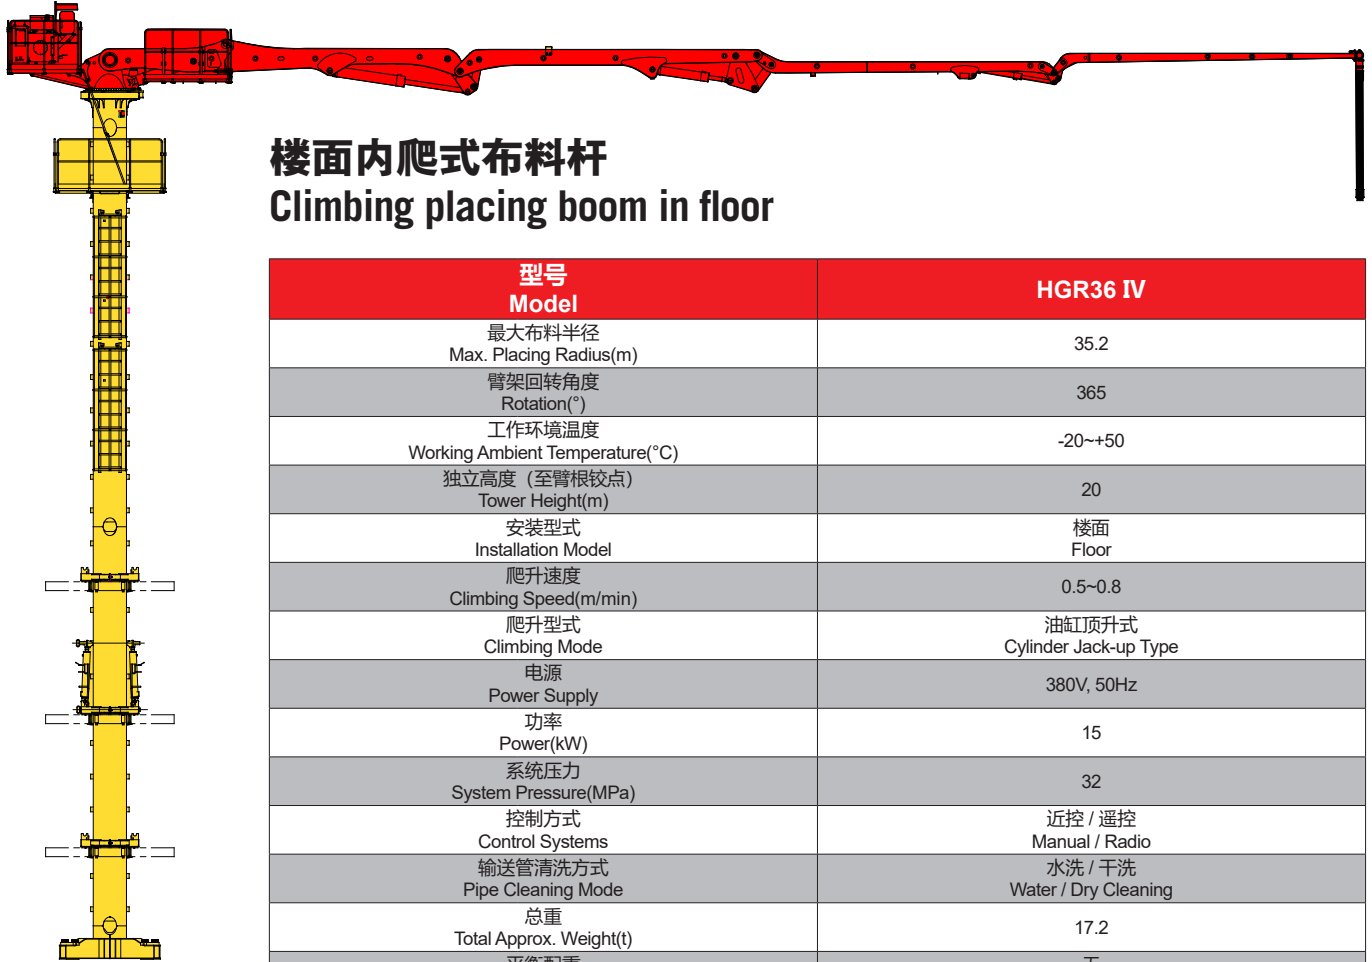 楼面内爬式布料杆
Climbing placing boom in floor
型号
Model
HGR36 Ⅳ
最大布料半径
Max. Placing Radius(m)
35.2
臂架回转角度
Rotation(°)
365
工作环境温度
Working Ambient Temperature(°C)
-20~+50
独立高度（至臂根铰点）
Tower Height(m)
20
安装型式
Installation Model
楼面
Floor
爬升速度
Climbing Speed(m/min)
0.5~0.8
爬升型式
Climbing Mode
油缸顶升式
Cylinder Jack-up Type
电源
Power Supply
380V, 50Hz
功率
Power(kW)
15
系统压力
System Pressure(MPa)
32
控制方式
Control Systems
近控 / 遥控
Manual / Radio
输送管清洗方式
Pipe Cleaning Mode
水洗 / 干洗
Water / Dry Cleaning
总重
Total Approx. Weight(t)
17.2
平衡配重